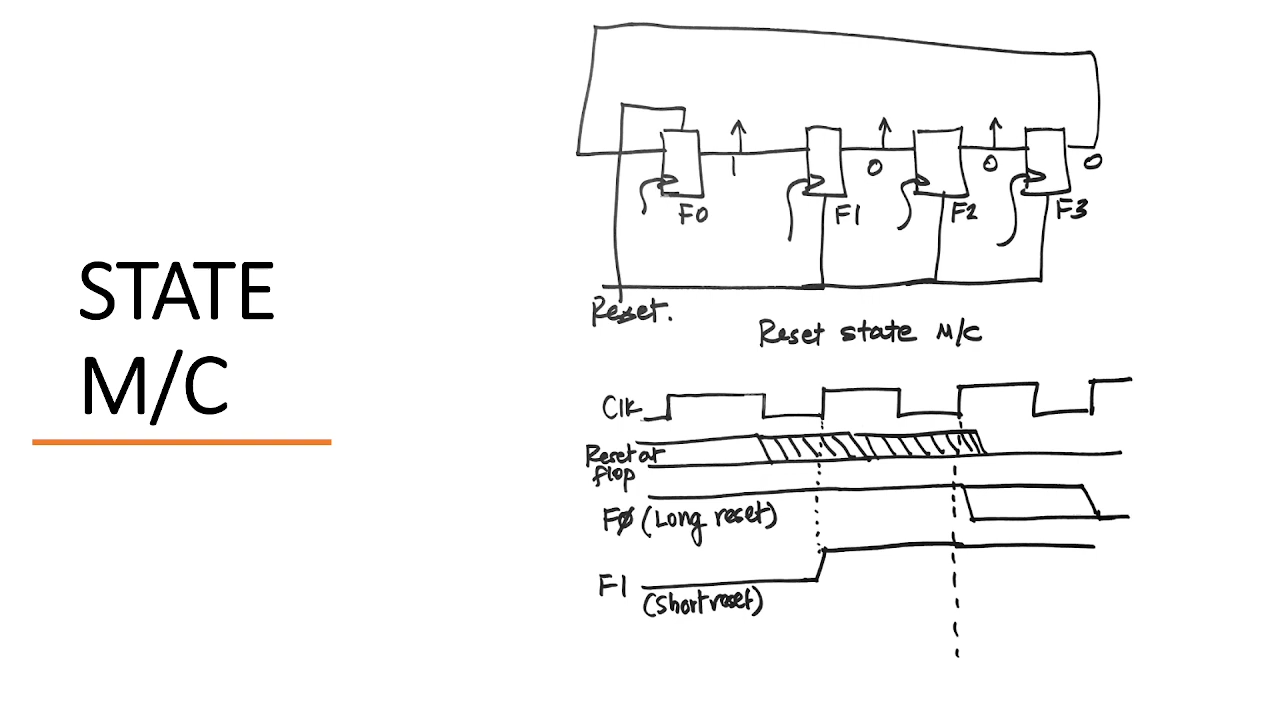 STATE
M/C
1
0
0
0
F0
F1
F2
F3
Reset.
Reset state M/C
Clk
Reset at
flop
F0 (Long reset)
F1
(Short reset)